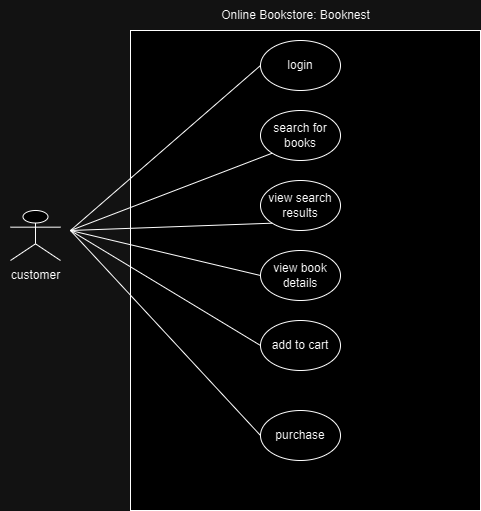 Online Bookstore: Booknest
login
search for
books
view search
results
customer
view book
details
add to cart
purchase